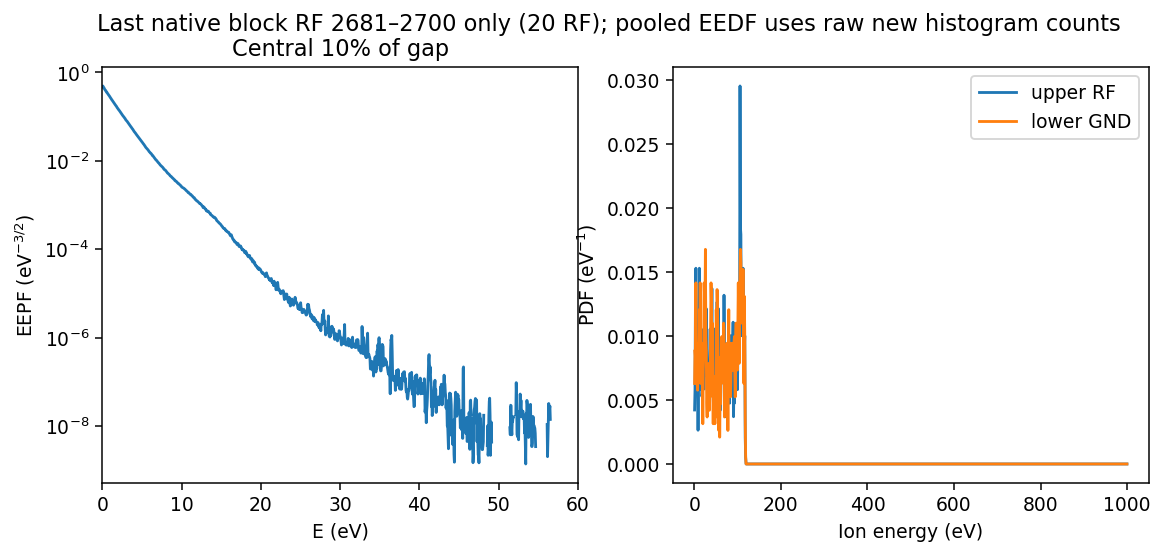 Last native block RF 2681–2700 only (20 RF); pooled EEDF uses raw new histogram counts
Central 10% of gap
EEPF (eV⁻³/²)
10⁰
10⁻²
10⁻⁴
10⁻⁶
10⁻⁸
0 10 20 30 40 50 60
E (eV)
PDF (eV⁻¹)
0.030
0.025
0.020
0.015
0.010
0.005
0.000
upper RF
lower GND
0 200 400 600 800 1000
Ion energy (eV)